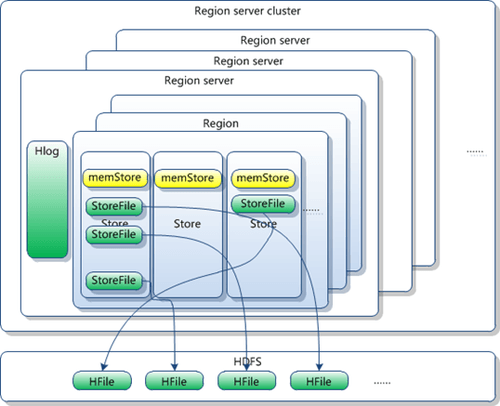 Region server cluster
Region server
Region server
Region server
Region
Hlog
memStore
memStore
memStore
StoreFile
StoreFile
Store
Store
Store
StoreFile
StoreFile
......
......
HDFS
HFile
HFile
HFile
HFile
......